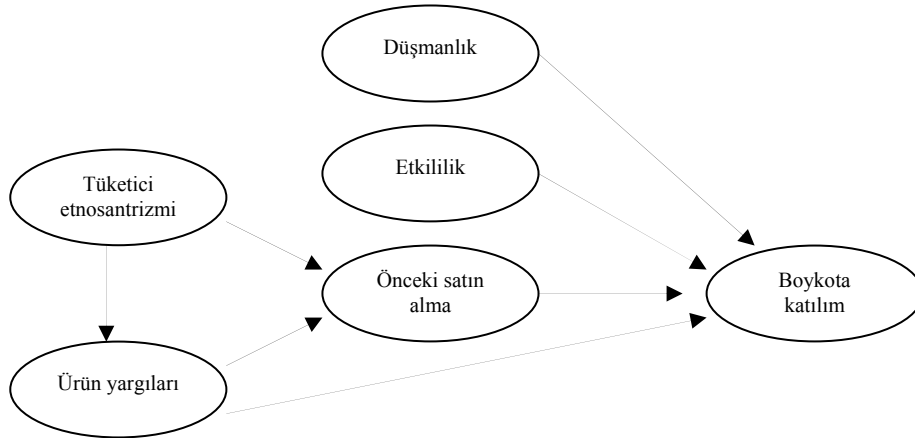 Düşmanlık
Etkililik
Tüketici
etnosantrizmi
Önceki satın
alma
Boykota
katılım
Ürün yargıları